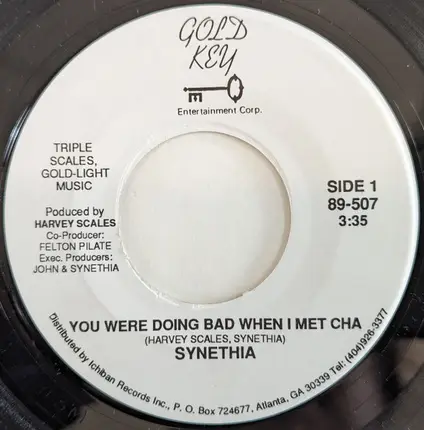 GOLD
KEY
Entertainment Corp.
TRIPLE
SCALES,
GOLD-LIGHT
MUSIC
Produced by
HARVEY SCALES
Co-Producer:
FELTON PILATE
Exec. Producers:
JOHN & SYNETHIA
SIDE 1
89-507
3:35
YOU WERE DOING BAD WHEN I MET CHA
(HARVEY SCALES, SYNETHIA)
SYNETHIA
Distributed by Ichiban Records Inc., P. O. Box 724677, Atlanta, GA 30339 Tel: (404)926-3377